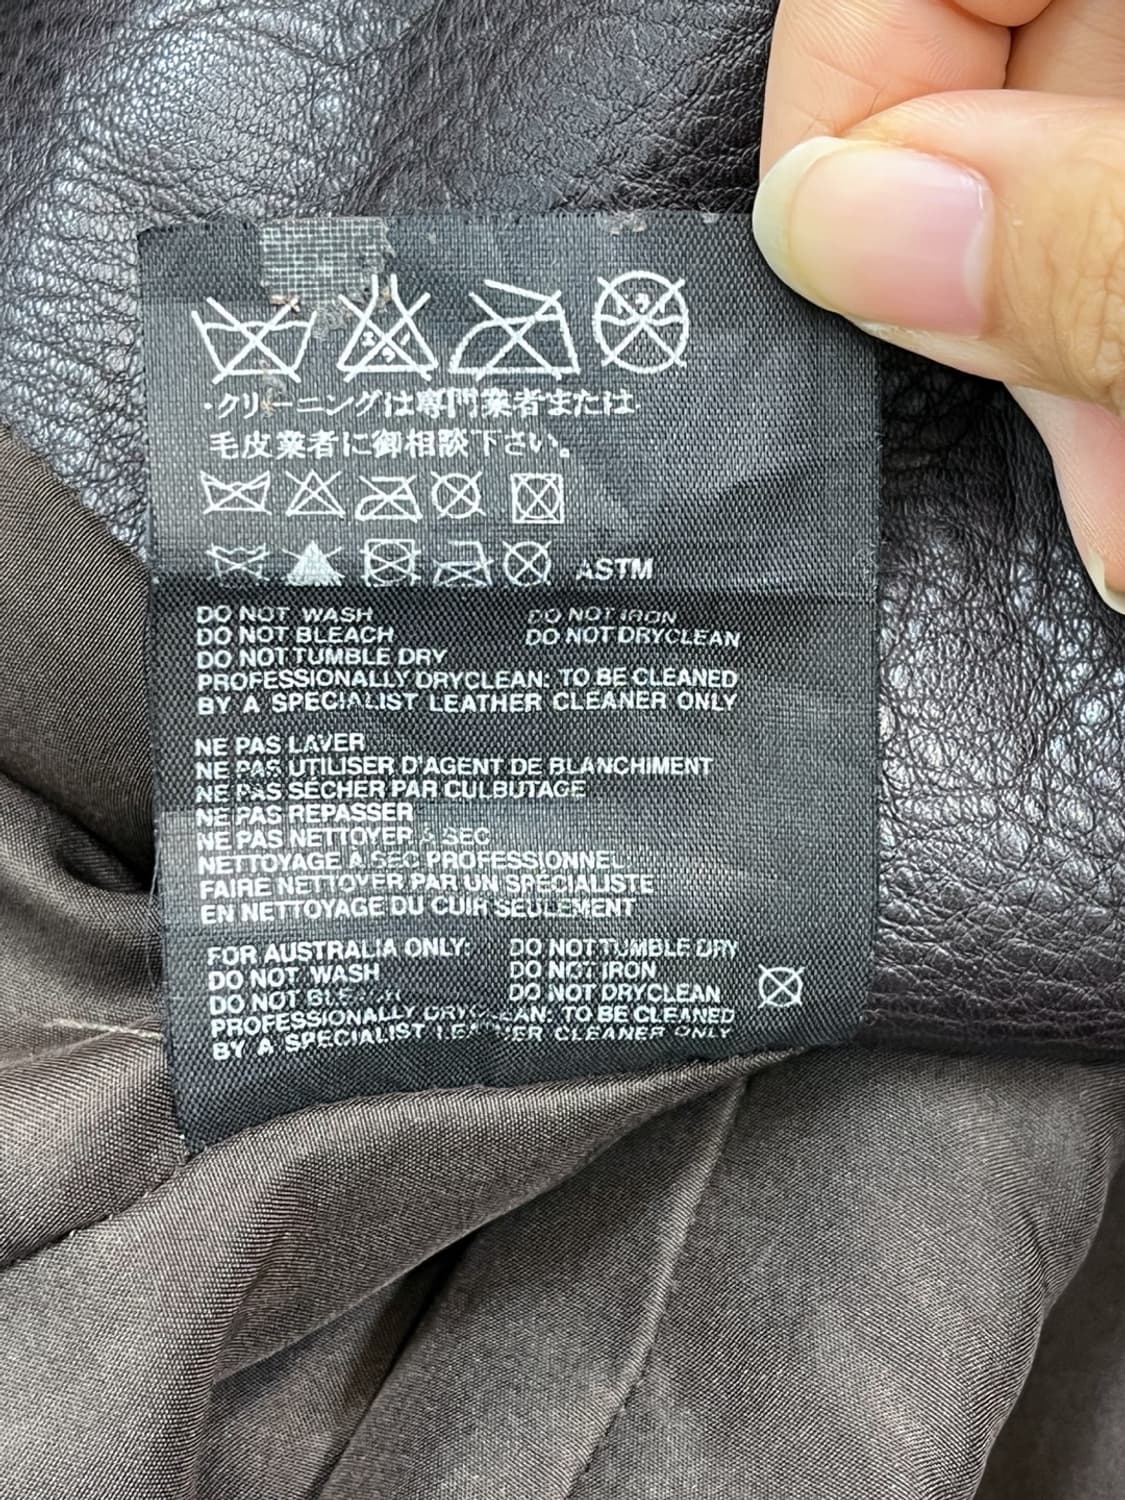 ・クリーニングは専門業者または
毛皮業者に御相談下さい。
ASTM
DO NOT WASH DO NOT IRON
DO NOT BLEACH DO NOT DRYCLEAN
DO NOT TUMBLE DRY
PROFESSIONALLY DRYCLEAN: TO BE CLEANED
BY A SPECIALIST LEATHER CLEANER ONLY
NE PAS LAVER
NE PAS UTILISER D'AGENT DE BLANCHIMENT
NE PAS SECHER PAR CULBUTAGE
NE PAS REPASSER
NE PAS NETTOYER À SEC
NETTOYAGE A SEC PROFESSIONNEL
FAIRE NETTOYER PAR UN SPECIALISTE
EN NETTOYAGE DU CUIR SEULEMENT
FOR AUSTRALIA ONLY: DO NOT TUMBLE DRY
DO NOT WASH DO NOT IRON
DO NOT DO NOT DRYCLEAN
PROFESSIONALLY DRYCLEAN: TO BE CLEANED
BY A SPECIALIST LEATHER CLEANER ONLY